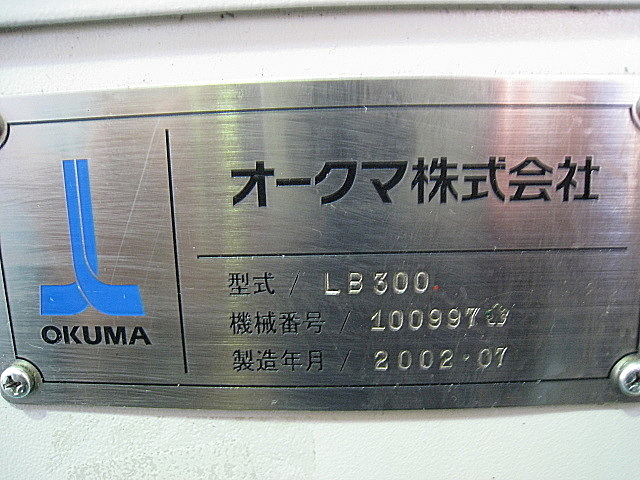 オークマ株式会社
型式 / LB300
機械番号 / 100997
製造年月 / 2002・07
OKUMA